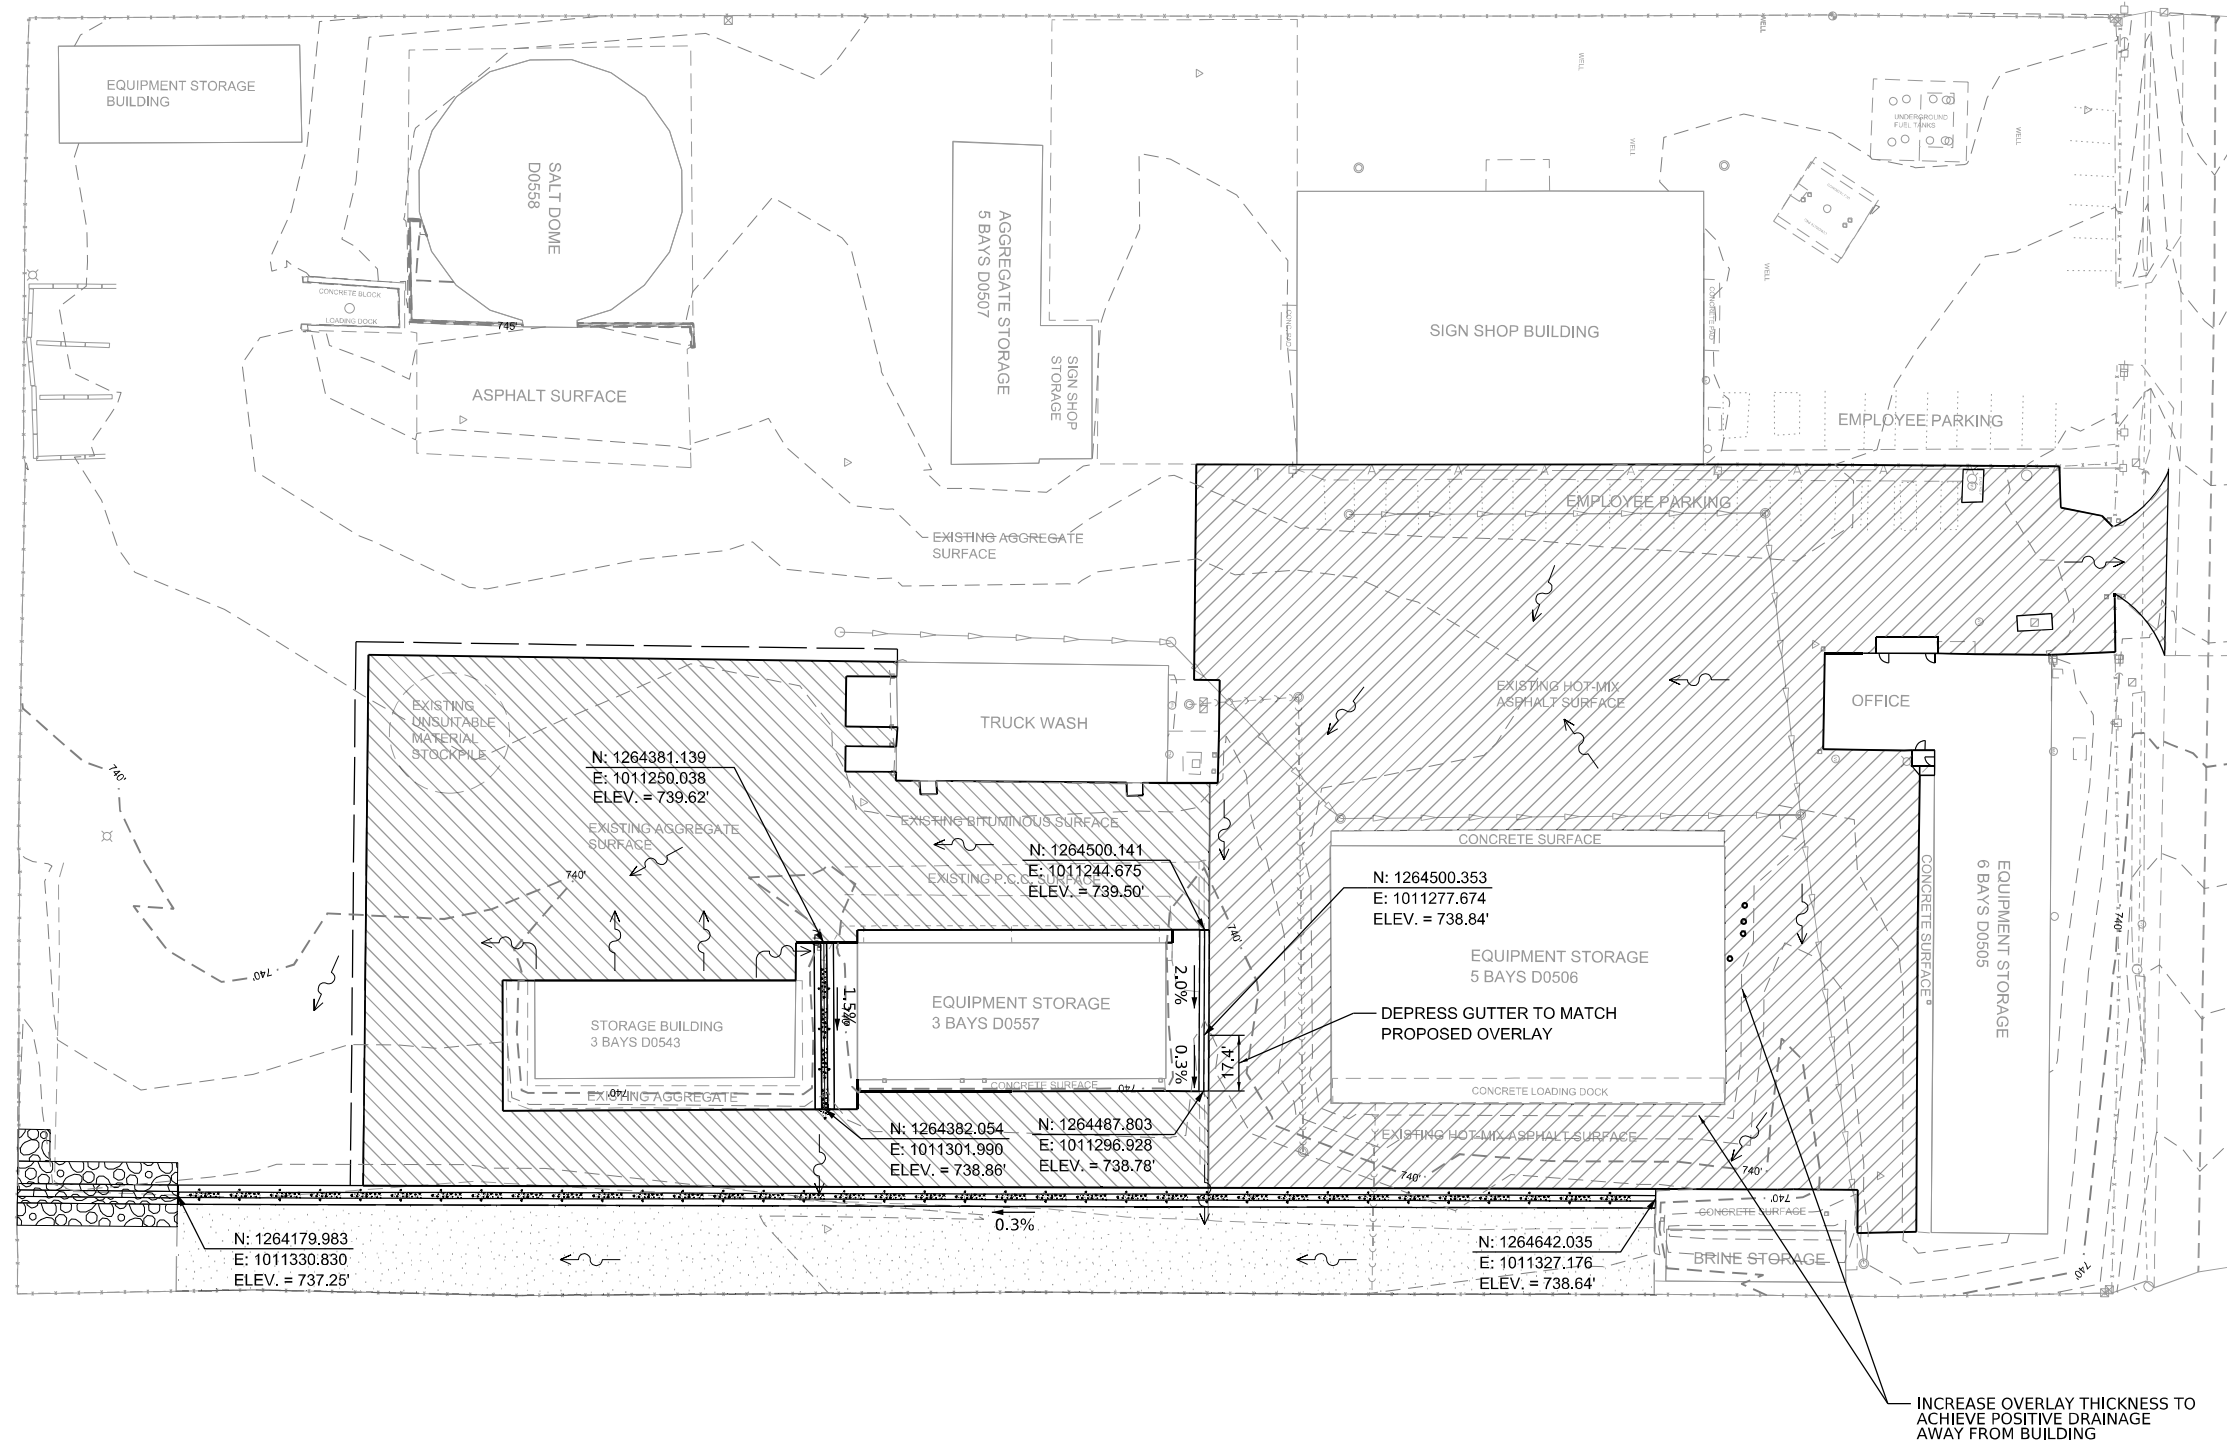 EQUIPMENT STORAGE
BUILDING
SALT DOME
D0558
CONCRETE BLOCK
LOADING DOCK
745'
ASPHALT SURFACE
7
AGGREGATE STORAGE
5 BAYS D0507
SIGN SHOP
STORAGE
SIGN SHOP BUILDING
CONC. PAD
CONCRETE PAD
WELL
WELL
WELL
WELL
WELL
UNDERGROUND
FUEL TANKS
EMPLOYEE PARKING
EMPLOYEE PARKING
EXISTING AGGREGATE
SURFACE
EXISTING
UNSUITABLE
MATERIAL
STOCKPILE
TRUCK WASH
EXISTING HOT-MIX
ASPHALT SURFACE
OFFICE
N: 1264381.139
E: 1011250.038
ELEV. = 739.62'
EXISTING AGGREGATE
SURFACE
EXISTING BITUMINOUS SURFACE
EXISTING P.C.C. SURFACE
N: 1264500.141
E: 1011244.675
ELEV. = 739.50'
N: 1264500.353
E: 1011277.674
ELEV. = 738.84'
CONCRETE SURFACE
EQUIPMENT STORAGE
5 BAYS D0506
DEPRESS GUTTER TO MATCH
PROPOSED OVERLAY
CONCRETE LOADING DOCK
CONCRETE SURFACE
EQUIPMENT STORAGE
6 BAYS D0505
740'
740'
740'
740'
740'
STORAGE BUILDING
3 BAYS D0543
EXISTING AGGREGATE
740'
1.5%
740'
EQUIPMENT STORAGE
3 BAYS D0557
CONCRETE SURFACE
740'
2.0%
0.3%
17.4'
N: 1264382.054
E: 1011301.990
ELEV. = 738.86'
N: 1264487.803
E: 1011296.928
ELEV. = 738.78'
EXISTING HOT-MIX ASPHALT SURFACE
740'
740'
740'
CONCRETE SURFACE
BRINE STORAGE
740'
0.3%
N: 1264179.983
E: 1011330.830
ELEV. = 737.25'
N: 1264642.035
E: 1011327.176
ELEV. = 738.64'
INCREASE OVERLAY THICKNESS TO
ACHIEVE POSITIVE DRAINAGE
AWAY FROM BUILDING